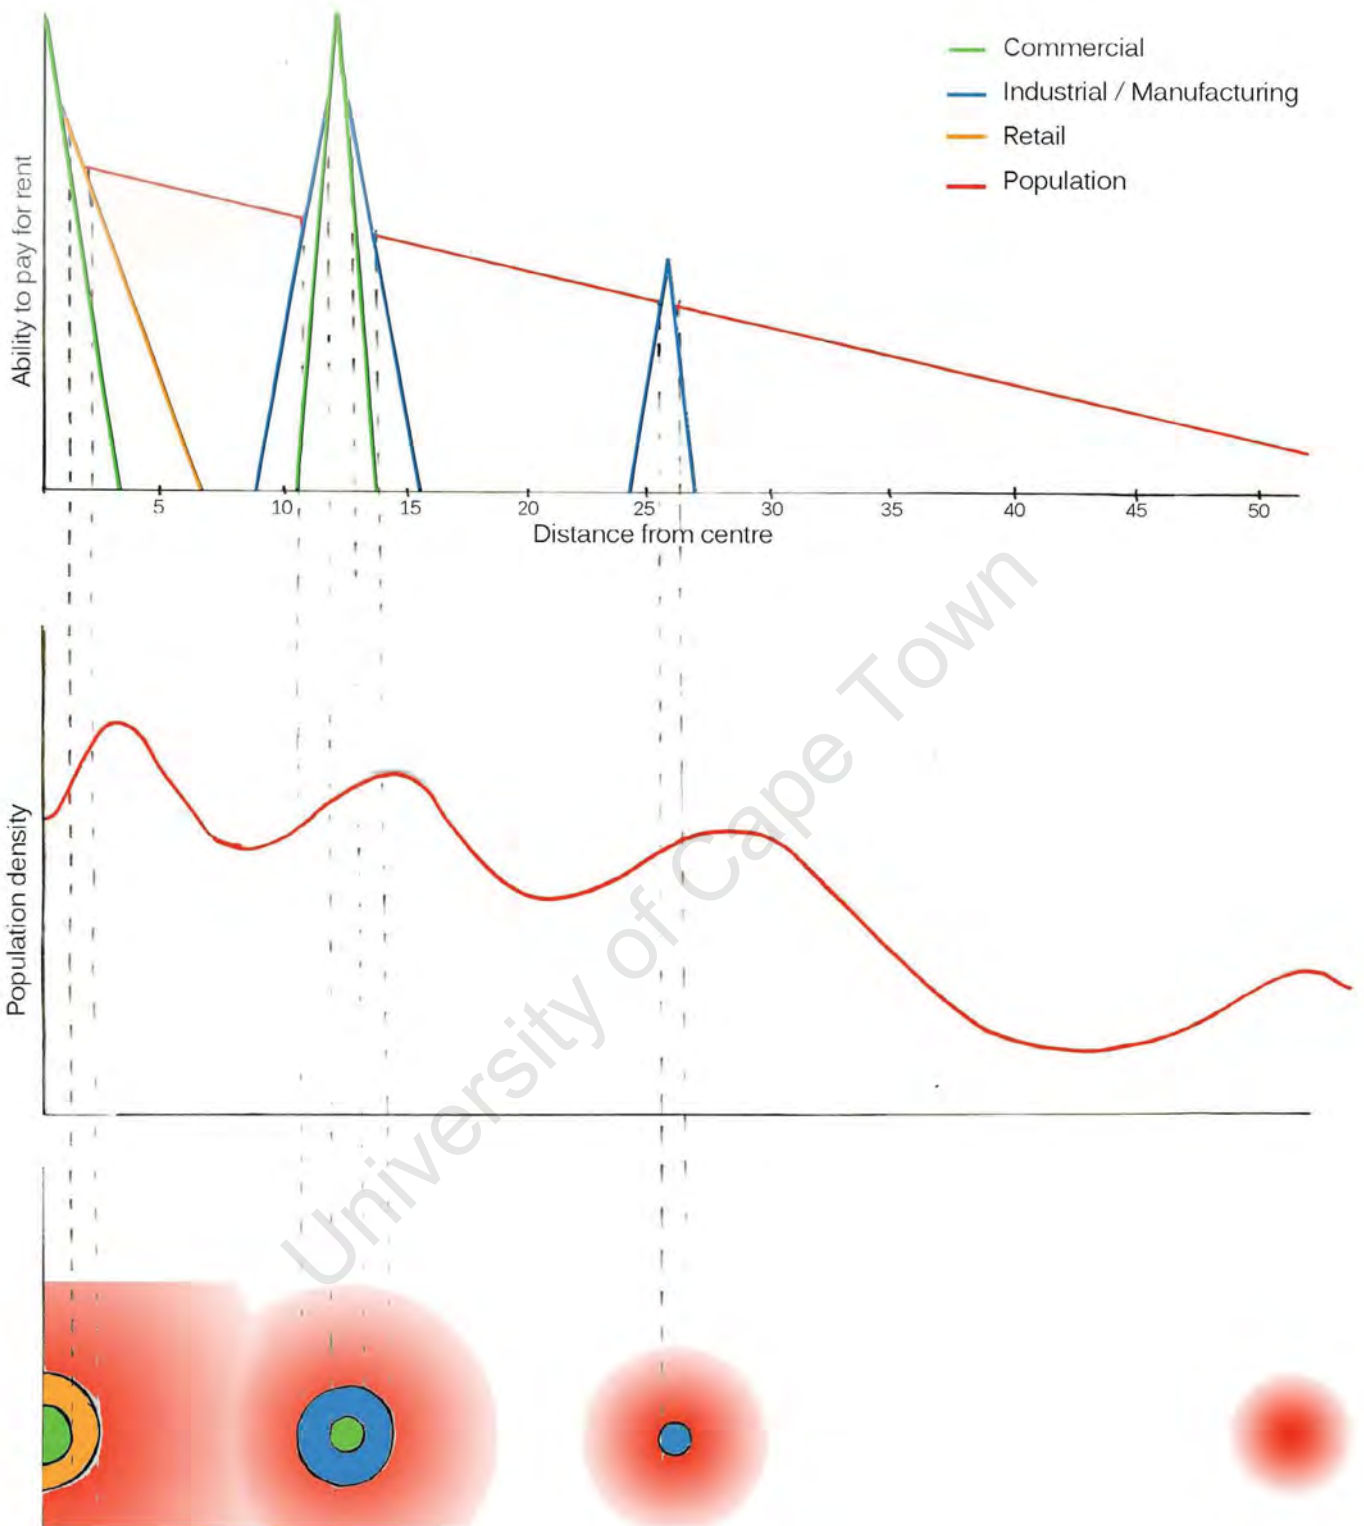 Commercial
Industrial / Manufacturing
Retail
Population
Ability to pay for rent
5 10 15 20 25 30 35 40 45 50
Distance from centre
Population density
University of Cape Town